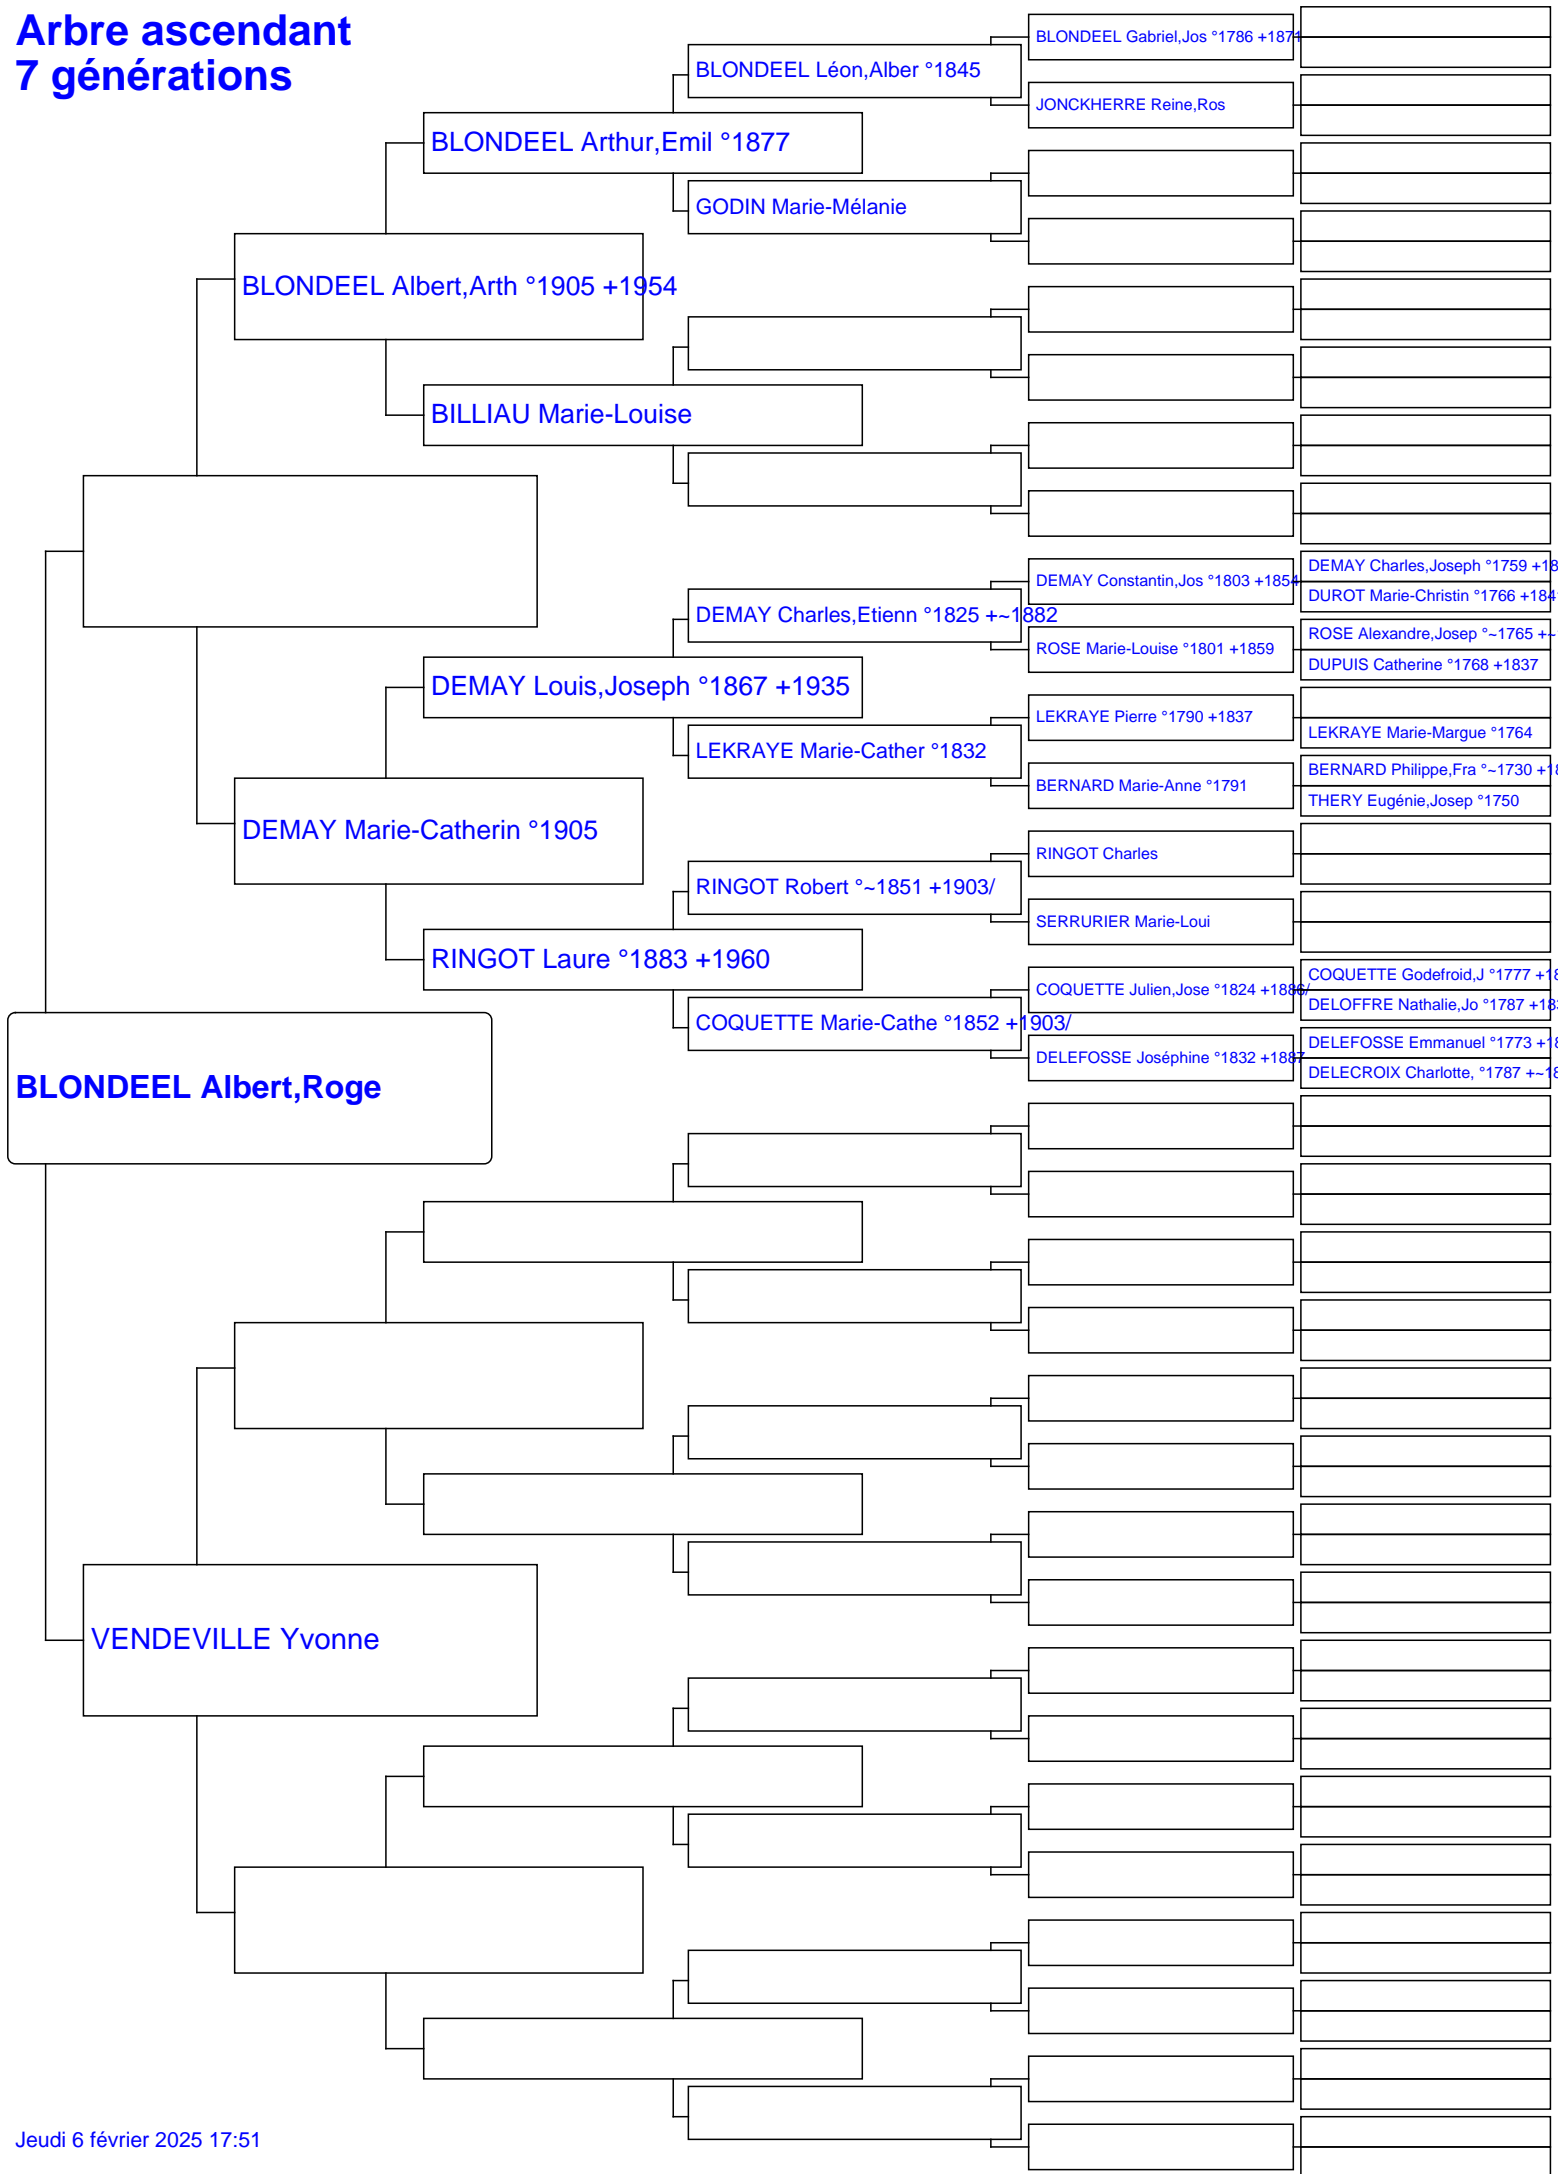 Arbre ascendant
7 générations
BLONDEEL Gabriel,Jos °1786 +1871
BLONDEEL Léon,Alber °1845
JONCKHERRE Reine,Ros
BLONDEEL Arthur,Emil °1877
GODIN Marie-Mélanie
BLONDEEL Albert,Arth °1905 +1954
BILLIAU Marie-Louise
DEMAY Charles,Joseph °1759 +18
DEMAY Constantin,Jos °1803 +1854
DUROT Marie-Christin °1766 +184
DEMAY Charles,Etienn °1825 +~1882
ROSE Alexandre,Josep °~1765 +~
ROSE Marie-Louise °1801 +1859
DUPUIS Catherine °1768 +1837
DEMAY Louis,Joseph °1867 +1935
LEKRAYE Pierre °1790 +1837
LEKRAYE Marie-Margue °1764
LEKRAYE Marie-Cather °1832
BERNARD Philippe,Fra °~1730 +18
BERNARD Marie-Anne °1791
THERY Eugénie,Josep °1750
DEMAY Marie-Catherin °1905
RINGOT Charles
RINGOT Robert °~1851 +1903/
SERRURIER Marie-Loui
RINGOT Laure °1883 +1960
COQUETTE Godefroid,J °1777 +18
COQUETTE Julien,Jose °1824 +1886/
DELOFFRE Nathalie,Jo °1787 +183
COQUETTE Marie-Cathe °1852 +1903/
DELEFOSSE Emmanuel °1773 +18
DELEFOSSE Joséphine °1832 +1887
DELECROIX Charlotte, °1787 +~18
BLONDEEL Albert,Roge
VENDEVILLE Yvonne
Jeudi 6 février 2025 17:51